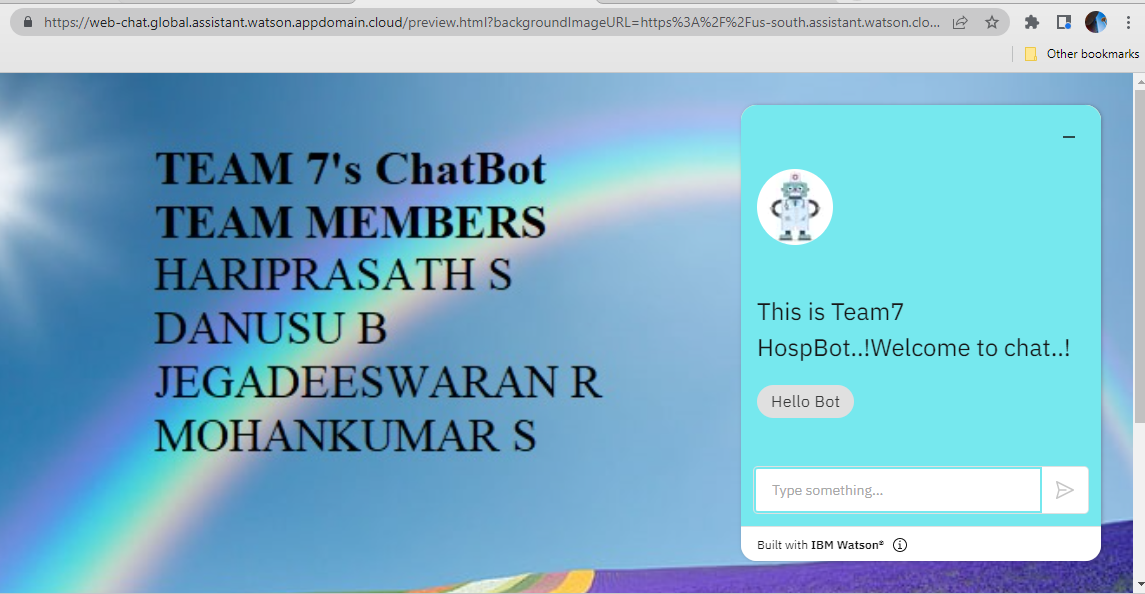 https://web-chat.global.assistant.watson.appdomain.cloud/preview.html?backgroundImageURL=https%3A%2F%2Fus-south.assistant.watson.clo...
Other bookmarks
TEAM 7's ChatBot
TEAM MEMBERS
HARIPRASATH S
DANUSU B
JEGADEESWARAN R
MOHANKUMAR S
This is Team7
HospBot..!Welcome to chat..!
Hello Bot
Type something...
Built with IBM Watson®